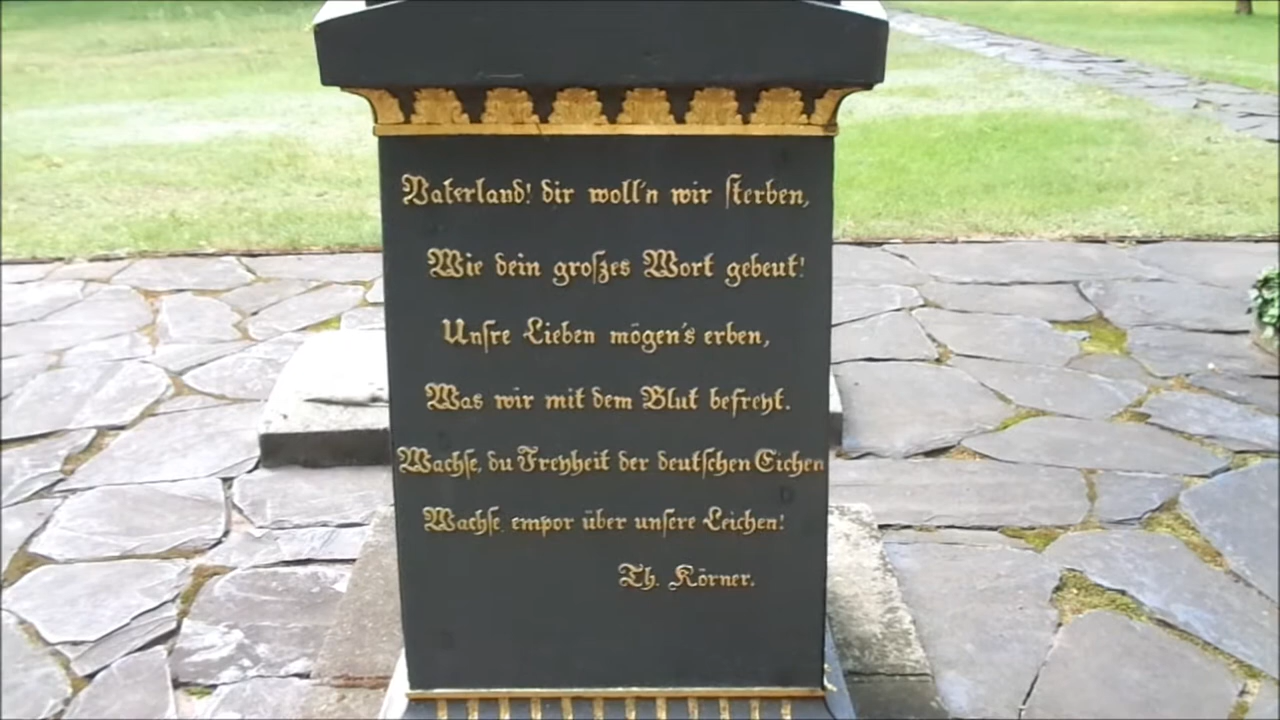 Vaterland! dir woll'n wir sterben,
Wie dein großes Wort gebeut!
Unsre Lieben mögen's erben,
Was wir mit dem Blut befreyt.
Wachse, du Freyheit der deutschen Eichen
Wachse, empor über unsere Leichen!
Th. Körner.